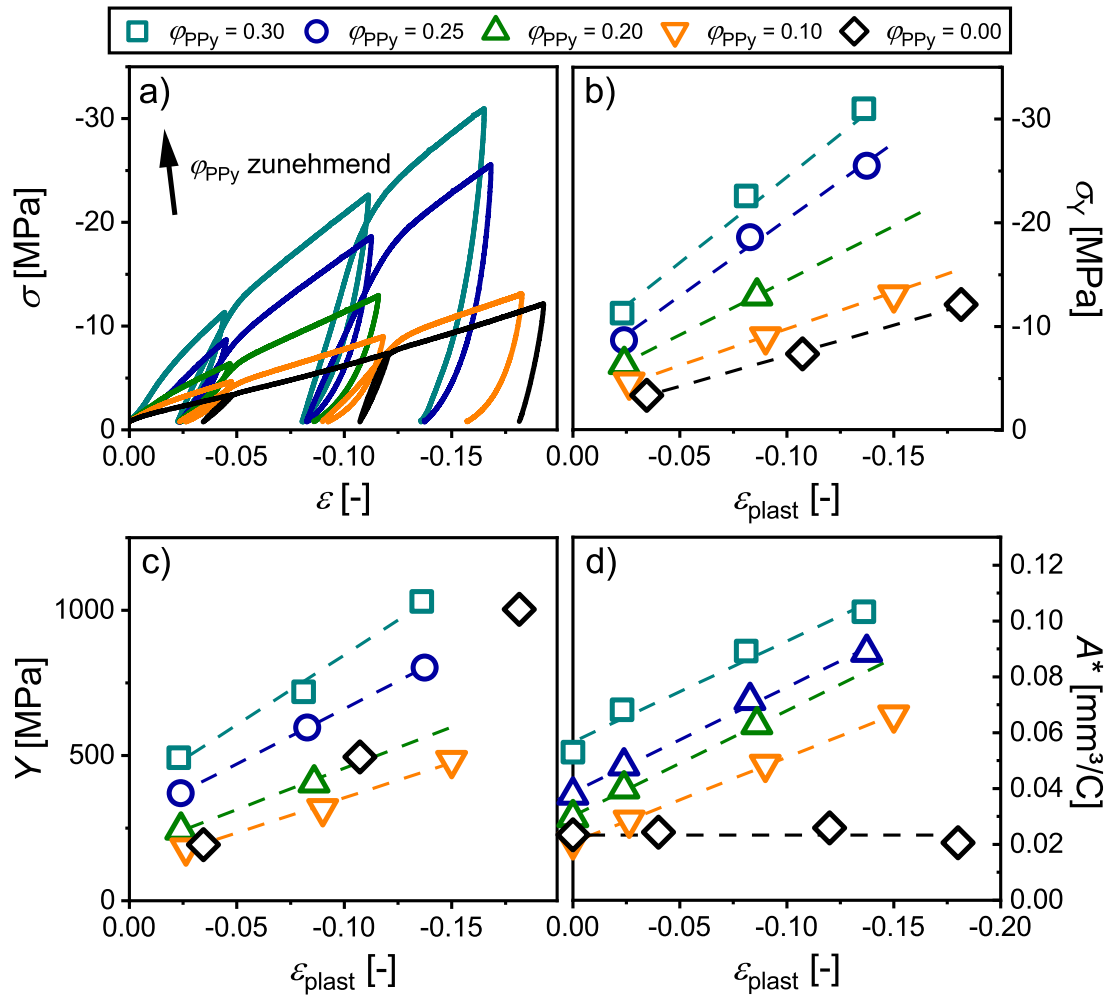 φPPy = 0.30 φPPy = 0.25 φPPy = 0.20 φPPy = 0.10 φPPy = 0.00
a)
φPPy zunehmend
σ [MPa]
-30
-20
-10
0
0.00 -0.05 -0.10 -0.15
ε [-]
b)
-30
-20
-10
0
σY [MPa]
0.00 -0.05 -0.10 -0.15
εplast [-]
c)
Y [MPa]
1000
500
0
0.00 -0.05 -0.10 -0.15
εplast [-]
d)
0.12
0.10
0.08
0.06
0.04
0.02
0.00
A* [mm³/C]
0.00 -0.05 -0.10 -0.15 -0.20
εplast [-]